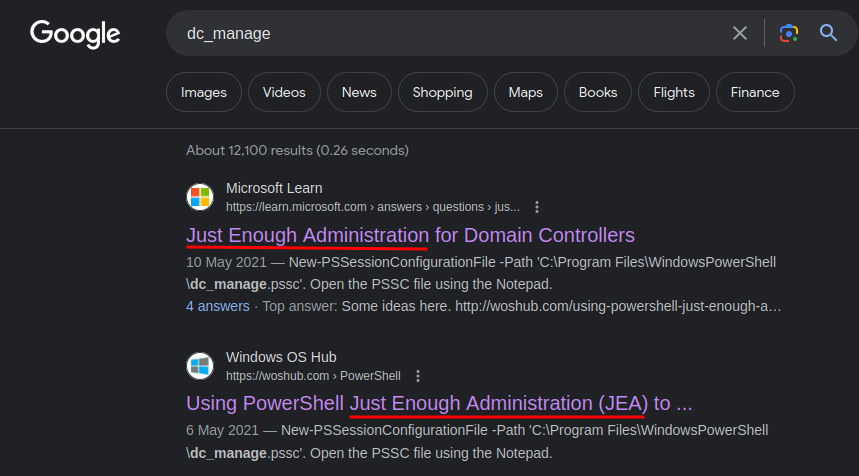 Google
dc_manage
Images Videos News Shopping Maps Books Flights Finance
About 12,100 results (0.26 seconds)
Microsoft Learn
https://learn.microsoft.com › answers › questions › jus...
Just Enough Administration for Domain Controllers
10 May 2021 — New-PSSessionConfigurationFile -Path 'C:\Program Files\WindowsPowerShell
\dc_manage.pssc'. Open the PSSC file using the Notepad.
4 answers · Top answer: Some ideas here. http://woshub.com/using-powershell-just-enough-a…
Windows OS Hub
https://woshub.com › PowerShell
Using PowerShell Just Enough Administration (JEA) to ...
6 May 2021 — New-PSSessionConfigurationFile -Path 'C:\Program Files\WindowsPowerShell
\dc_manage.pssc'. Open the PSSC file using the Notepad.